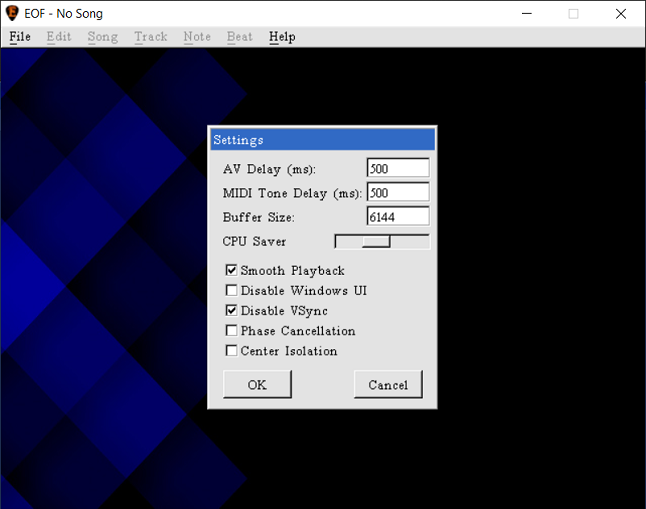 EOF - No Song
File Edit Song Track Note Beat Help
Settings
AV Delay (ms): 500
MIDI Tone Delay (ms): 500
Buffer Size: 6144
CPU Saver
Smooth Playback
Disable Windows UI
Disable VSync
Phase Cancellation
Center Isolation
OK Cancel